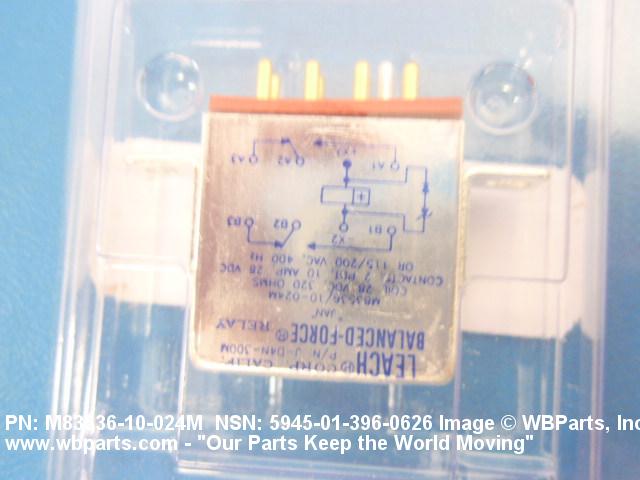 LEACH ® CORP. CALIF.
P/N J-D4N-300M
BALANCED-FORCE® RELAY
"JAN"
M83536/10-024M
COIL 28 VDC 320 OHMS
CONTACTS 2 PDT. 10 AMP 28 VDC
OR 115/200 VAC, 400 HZ
X2
B1
B2
B3
+
X1
A1
A2
A3
PN: M83536-10-024M NSN: 5945-01-396-0626 Image © WBParts, Inc
www.wbparts.com - "Our Parts Keep the World Moving"